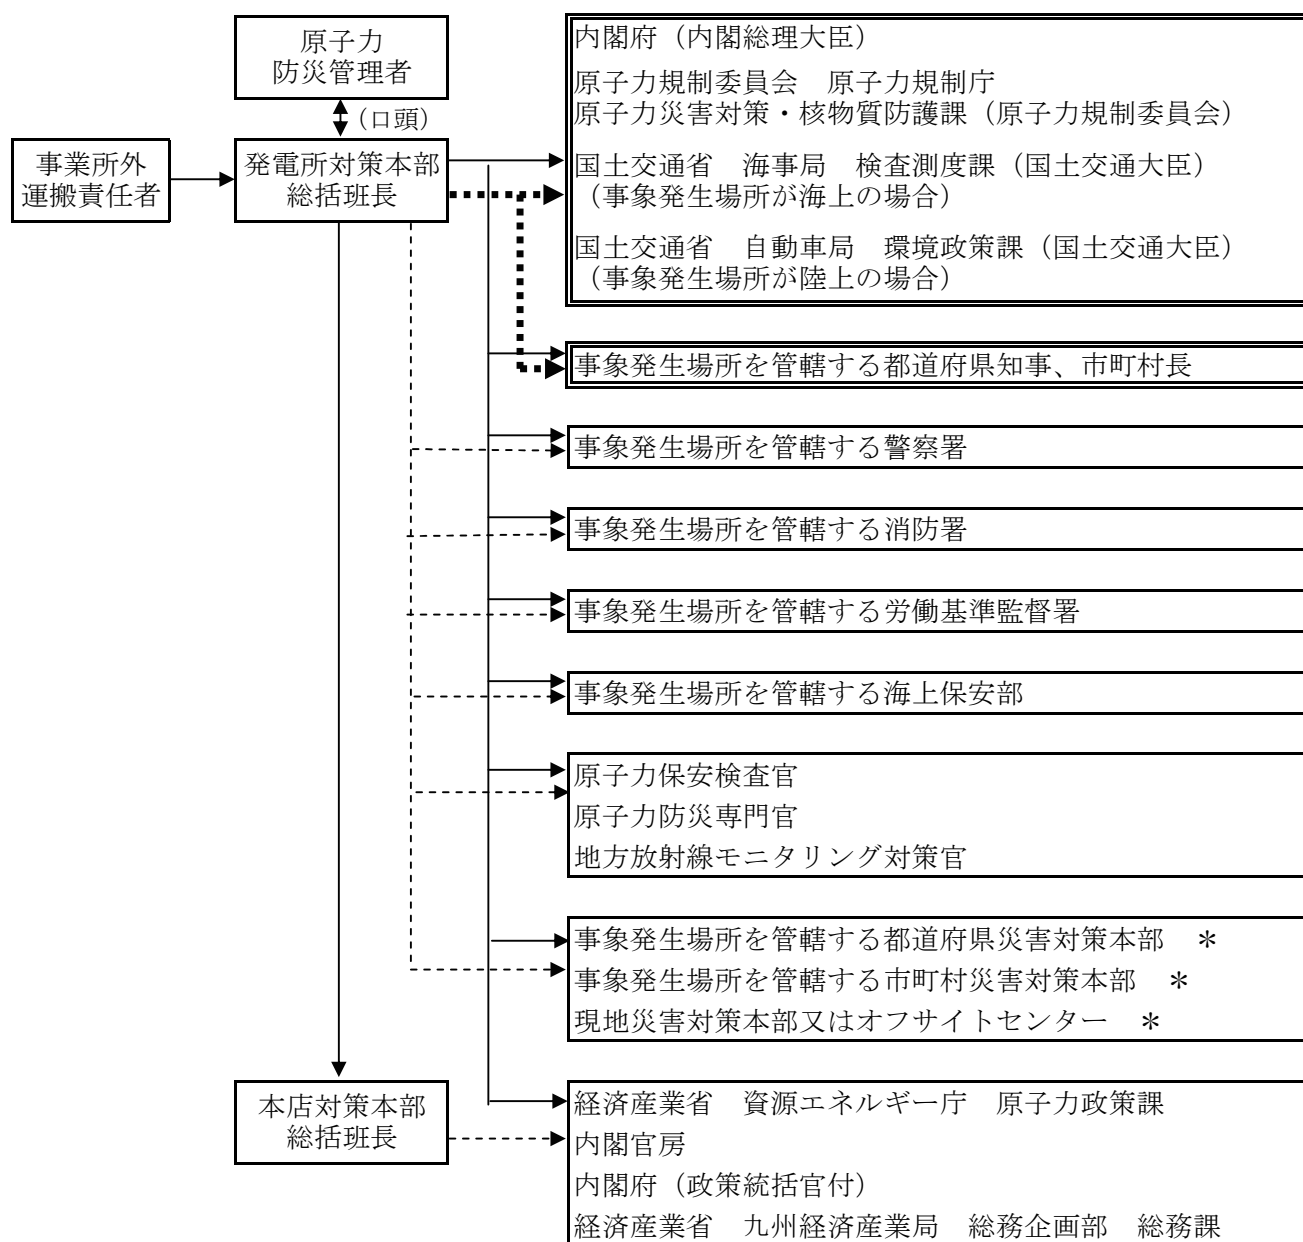 原子力
防災管理者
(口頭)
事業所外
運搬責任者
発電所対策本部
総括班長
内閣府（内閣総理大臣）
原子力規制委員会　原子力規制庁
原子力災害対策・核物質防護課（原子力規制委員会）
国土交通省　海事局　検査測度課（国土交通大臣）
（事象発生場所が海上の場合）
国土交通省　自動車局　環境政策課（国土交通大臣）
（事象発生場所が陸上の場合）
事象発生場所を管轄する都道府県知事、市町村長
事象発生場所を管轄する警察署
事象発生場所を管轄する消防署
事象発生場所を管轄する労働基準監督署
事象発生場所を管轄する海上保安部
原子力保安検査官
原子力防災専門官
地方放射線モニタリング対策官
事象発生場所を管轄する都道府県災害対策本部　＊
事象発生場所を管轄する市町村災害対策本部　＊
現地災害対策本部又はオフサイトセンター　＊
本店対策本部
総括班長
経済産業省　資源エネルギー庁　原子力政策課
内閣官房
内閣府（政策統括官付）
経済産業省　九州経済産業局　総務企画部　総務課